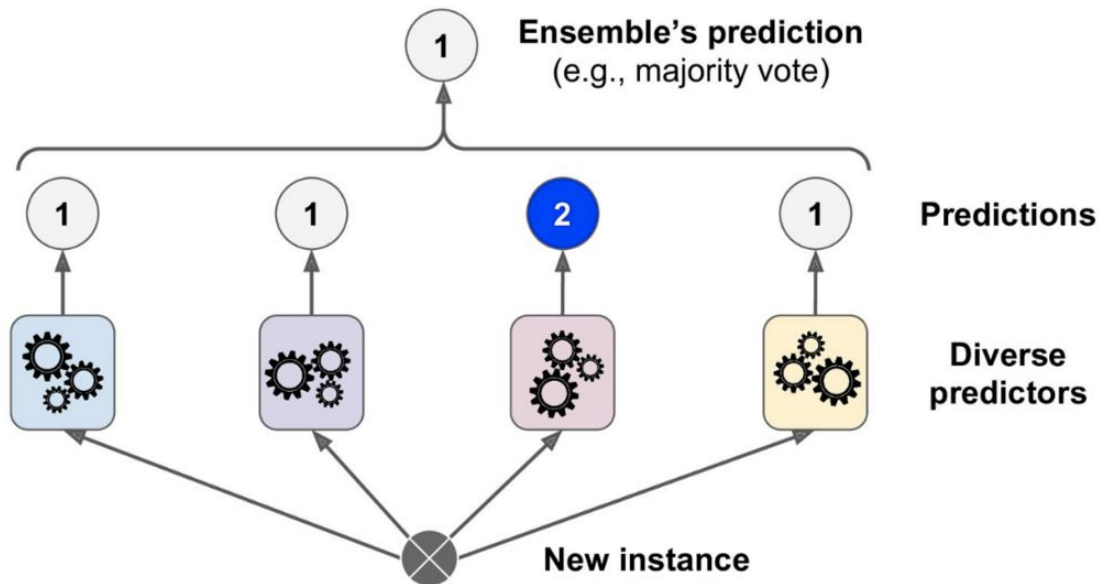 1
Ensemble’s prediction
(e.g., majority vote)
1 1 2 1
Predictions
Diverse
predictors
New instance